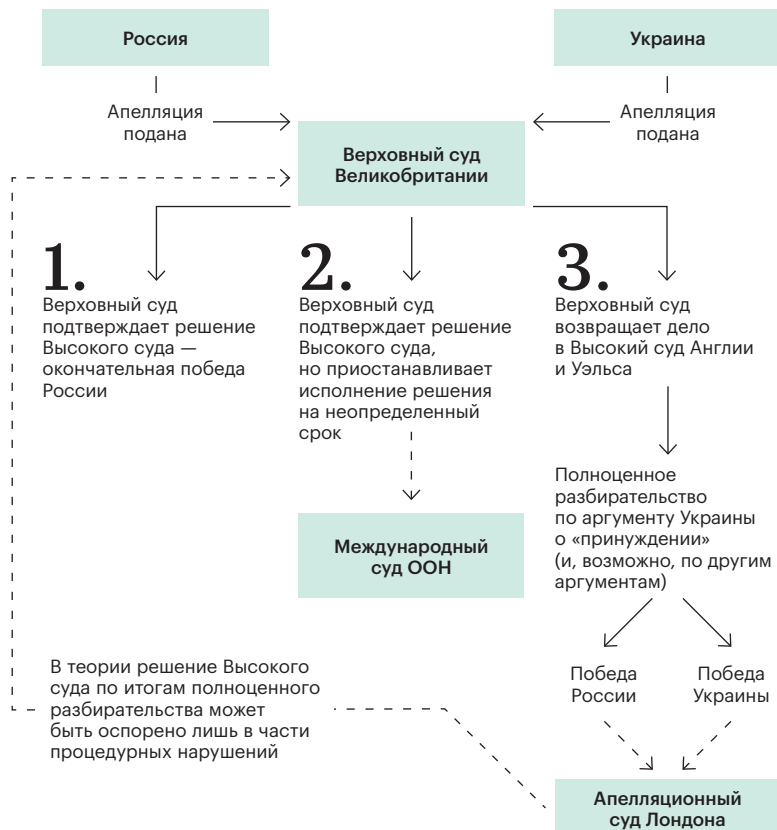 Россия
Украина
Апелляция
подана
Апелляция
подана
Верховный суд
Великобритании
1.
Верховный суд
подтверждает решение
Высокого суда —
окончательная победа
России
2.
Верховный суд
подтверждает решение
Высокого суда,
но приостанавливает
исполнение решения
на неопределенный
срок
3.
Верховный суд
возвращает дело
в Высокий суд Англии
и Уэльса
Международный
суд ООН
Полноценное
разбирательство
по аргументу Украины
о «принуждении»
(и, возможно, по другим
аргументам)
Победа
России
Победа
Украины
В теории решение Высокого
суда по итогам полноценного
разбирательства может
быть оспорено лишь в части
процедурных нарушений
Апелляционный
суд Лондона